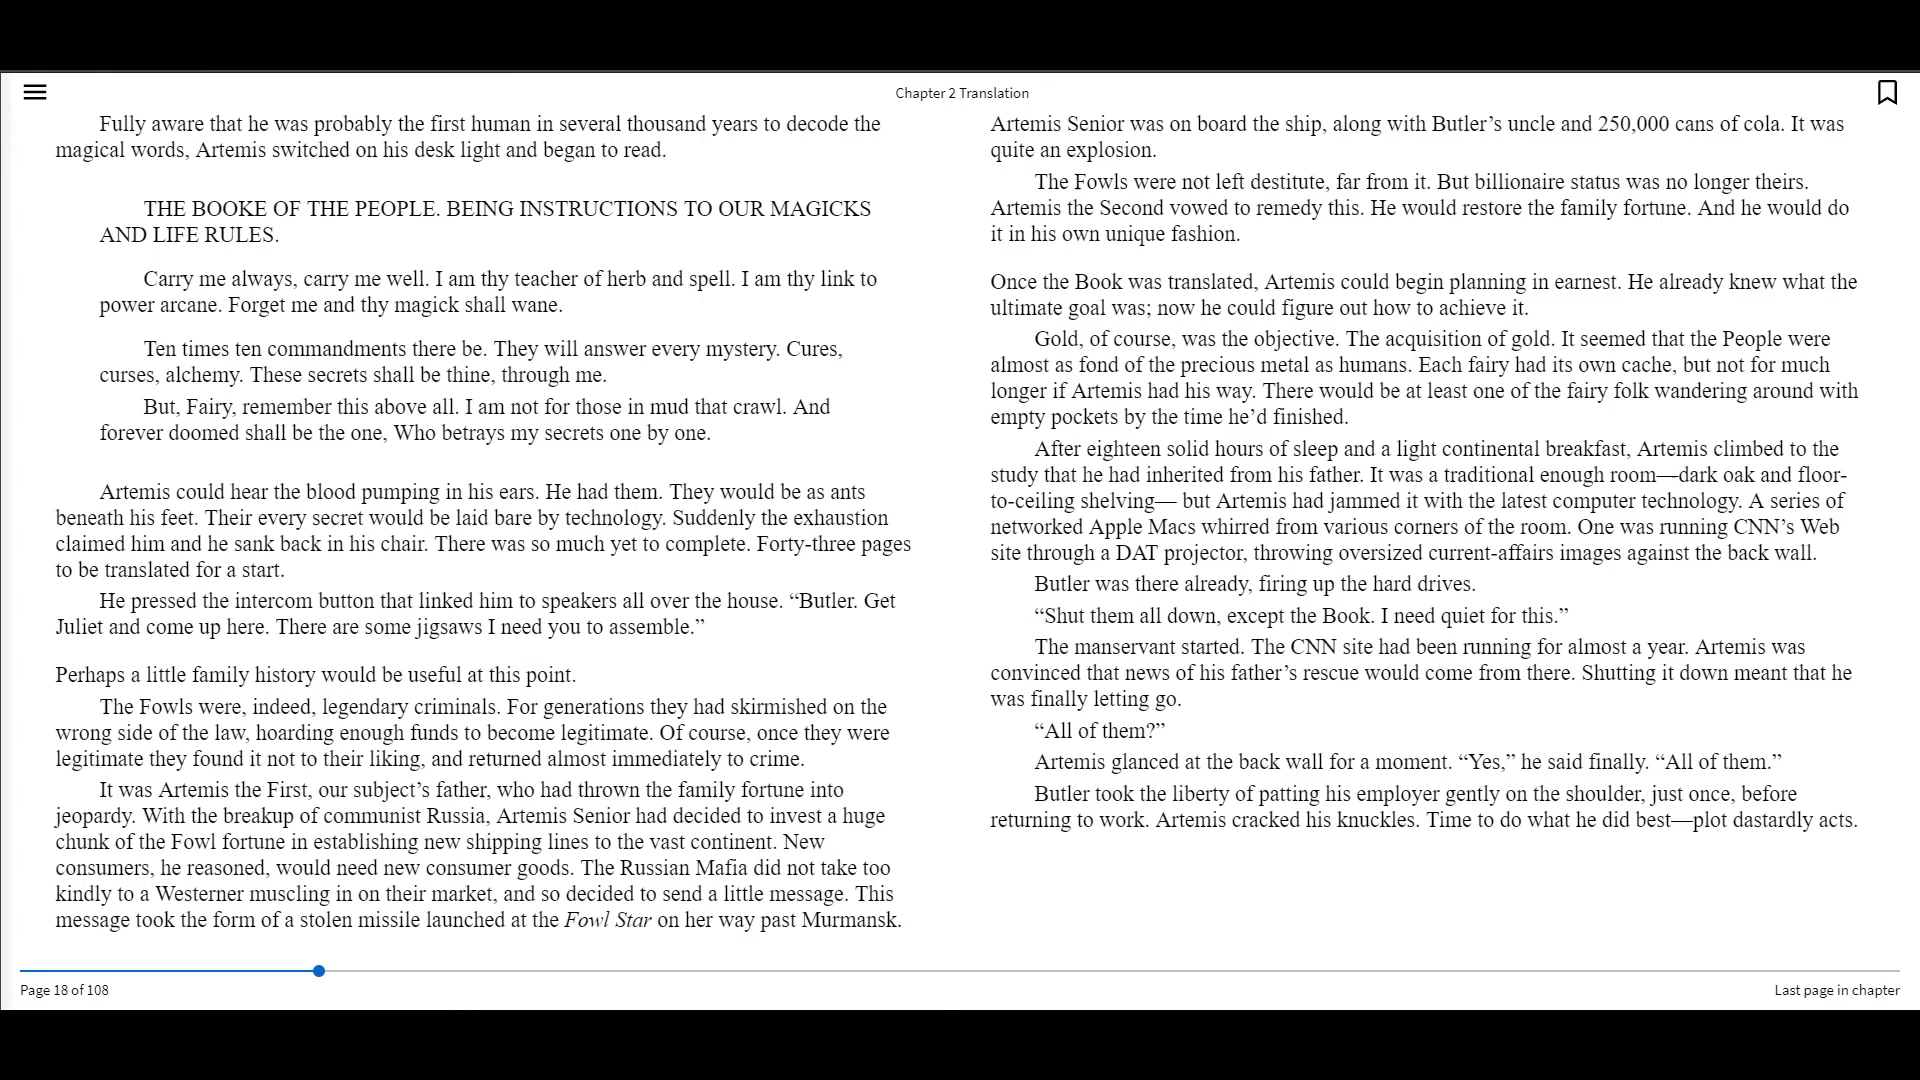 Chapter 2 Translation
Fully aware that he was probably the first human in several thousand years to decode the
magical words, Artemis switched on his desk light and began to read.
THE BOOKE OF THE PEOPLE. BEING INSTRUCTIONS TO OUR MAGICKS
AND LIFE RULES.
Carry me always, carry me well. I am thy teacher of herb and spell. I am thy link to
power arcane. Forget me and thy magick shall wane.
Ten times ten commandments there be. They will answer every mystery. Cures,
curses, alchemy. These secrets shall be thine, through me.
But, Fairy, remember this above all. I am not for those in mud that crawl. And
forever doomed shall be the one, Who betrays my secrets one by one.
Artemis could hear the blood pumping in his ears. He had them. They would be as ants
beneath his feet. Their every secret would be laid bare by technology. Suddenly the exhaustion
claimed him and he sank back in his chair. There was so much yet to complete. Forty-three pages
to be translated for a start.
He pressed the intercom button that linked him to speakers all over the house. “Butler. Get
Juliet and come up here. There are some jigsaws I need you to assemble.”
Perhaps a little family history would be useful at this point.
The Fowls were, indeed, legendary criminals. For generations they had skirmished on the
wrong side of the law, hoarding enough funds to become legitimate. Of course, once they were
legitimate they found it not to their liking, and returned almost immediately to crime.
It was Artemis the First, our subject’s father, who had thrown the family fortune into
jeopardy. With the breakup of communist Russia, Artemis Senior had decided to invest a huge
chunk of the Fowl fortune in establishing new shipping lines to the vast continent. New
consumers, he reasoned, would need new consumer goods. The Russian Mafia did not take too
kindly to a Westerner muscling in on their market, and so decided to send a little message. This
message took the form of a stolen missile launched at the Fowl Star on her way past Murmansk.
Artemis Senior was on board the ship, along with Butler’s uncle and 250,000 cans of cola. It was
quite an explosion.
The Fowls were not left destitute, far from it. But billionaire status was no longer theirs.
Artemis the Second vowed to remedy this. He would restore the family fortune. And he would do
it in his own unique fashion.
Once the Book was translated, Artemis could begin planning in earnest. He already knew what the
ultimate goal was; now he could figure out how to achieve it.
Gold, of course, was the objective. The acquisition of gold. It seemed that the People were
almost as fond of the precious metal as humans. Each fairy had its own cache, but not for much
longer if Artemis had his way. There would be at least one of the fairy folk wandering around with
empty pockets by the time he’d finished.
After eighteen solid hours of sleep and a light continental breakfast, Artemis climbed to the
study that he had inherited from his father. It was a traditional enough room—dark oak and floor-
to-ceiling shelving— but Artemis had jammed it with the latest computer technology. A series of
networked Apple Macs whirred from various corners of the room. One was running CNN’s Web
site through a DAT projector, throwing oversized current-affairs images against the back wall.
Butler was there already, firing up the hard drives.
“Shut them all down, except the Book. I need quiet for this.”
The manservant started. The CNN site had been running for almost a year. Artemis was
convinced that news of his father’s rescue would come from there. Shutting it down meant that he
was finally letting go.
“All of them?”
Artemis glanced at the back wall for a moment. “Yes,” he said finally. “All of them.”
Butler took the liberty of patting his employer gently on the shoulder, just once, before
returning to work. Artemis cracked his knuckles. Time to do what he did best—plot dastardly acts.
Page 18 of 108
Last page in chapter